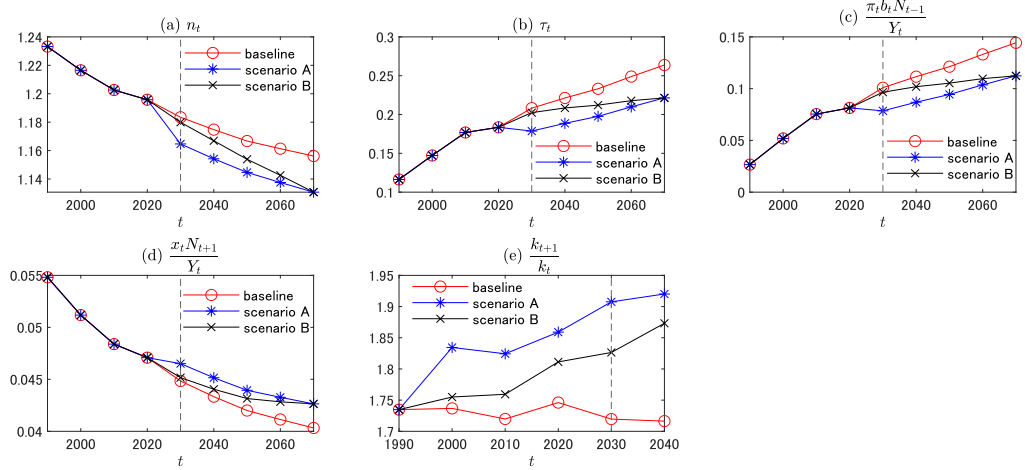 (a) n_t
1.24
1.22
1.2
1.18
1.16
1.14
2000 2020 2040 2060
t
baseline
scenario A
scenario B
(b) τ_t
0.3
0.25
0.2
0.15
0.1
2000 2020 2040 2060
t
baseline
scenario A
scenario B
(c) π_t b_t N_{t−1} / Y_t
0.15
0.1
0.05
0
2000 2020 2040 2060
t
baseline
scenario A
scenario B
(d) x_t N_{t+1} / Y_t
0.055
0.05
0.045
0.04
2000 2020 2040 2060
t
baseline
scenario A
scenario B
(e) k_{t+1} / k_t
1.95
1.9
1.85
1.8
1.75
1.7
1990 2000 2010 2020 2030 2040
t
baseline
scenario A
scenario B